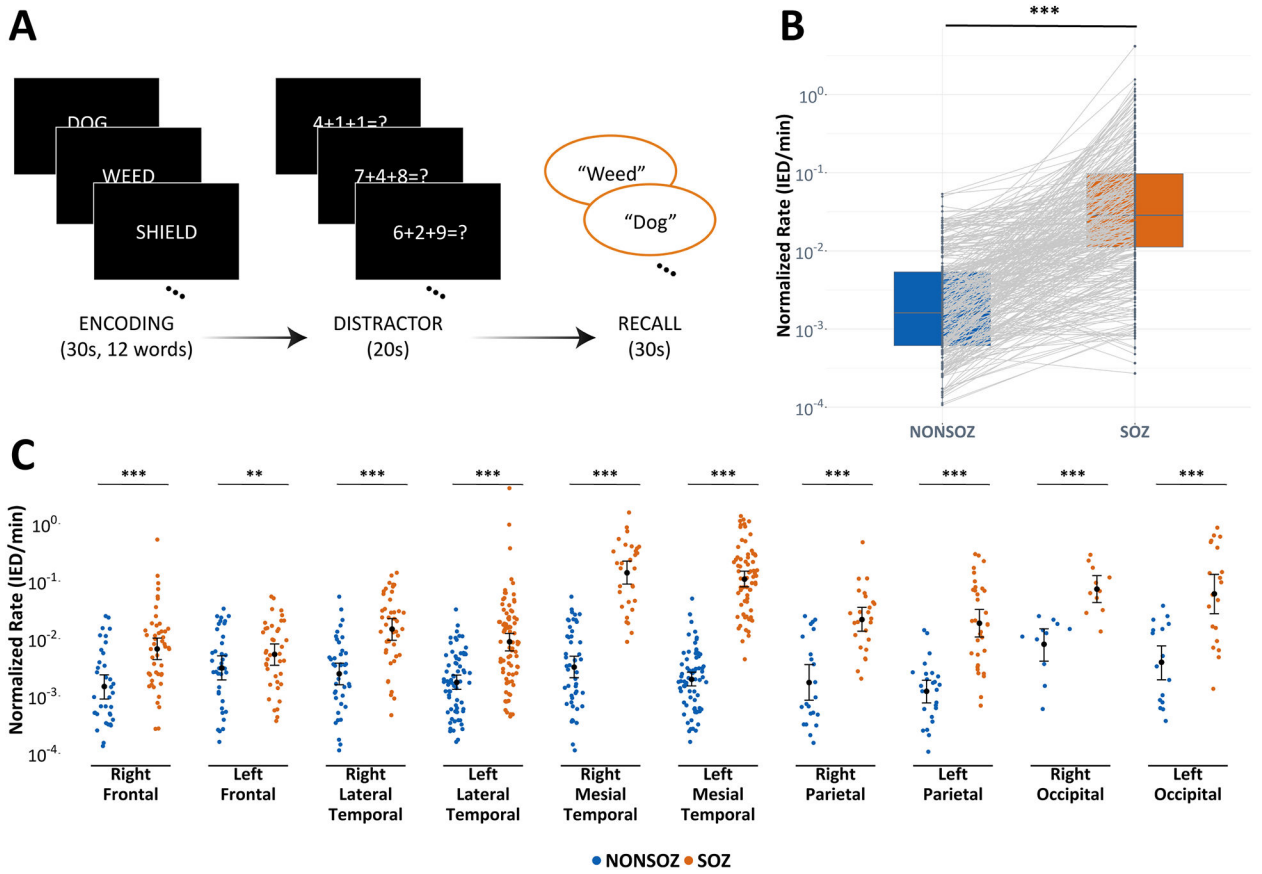 A
DOG
WEED
SHIELD
4+1+1=?
7+4+8=?
6+2+9=?
“Weed”
“Dog”
ENCODING
(30s, 12 words)
DISTRACTOR
(20s)
RECALL
(30s)
B
***
Normalized Rate (IED/min)
10⁰
10⁻¹
10⁻²
10⁻³
10⁻⁴
NONSOZ
SOZ
C
*** ** *** *** *** *** *** *** *** ***
Normalized Rate (IED/min)
10⁰
10⁻¹
10⁻²
10⁻³
10⁻⁴
Right
Frontal
Left
Frontal
Right
Lateral
Temporal
Left
Lateral
Temporal
Right
Mesial
Temporal
Left
Mesial
Temporal
Right
Parietal
Left
Parietal
Right
Occipital
Left
Occipital
NONSOZ SOZ